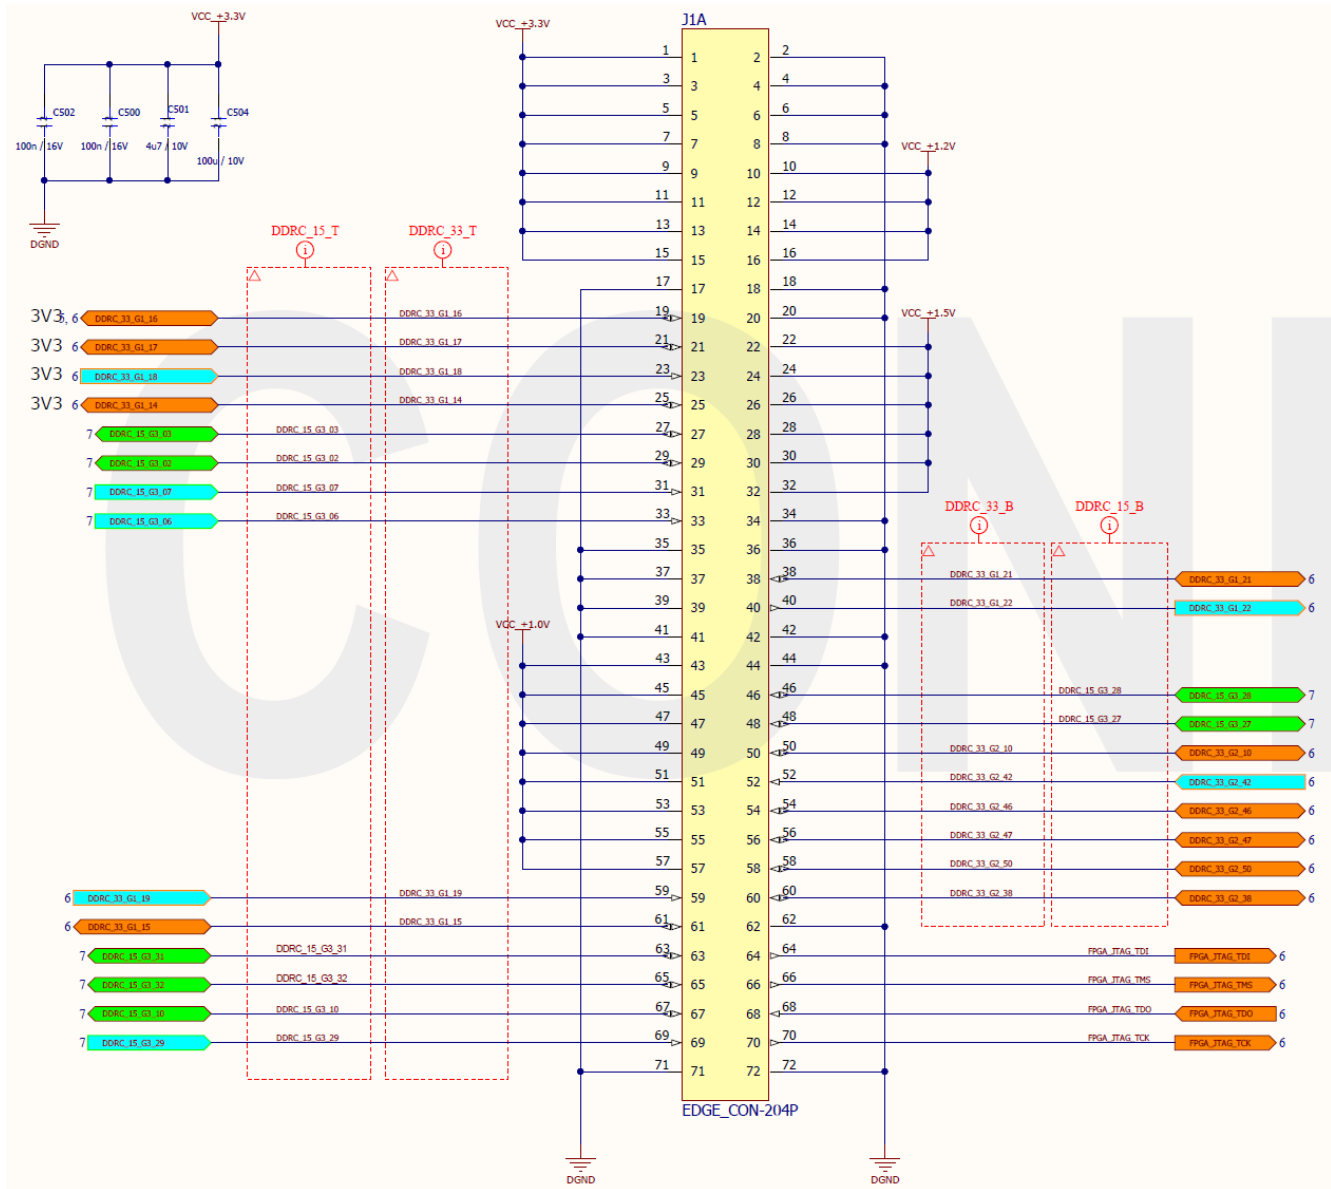 VCC_+3.3V
C502
C500
C501
C504
100n / 16V
100n / 16V
4u7 / 10V
100u / 10V
DGND
VCC_+3.3V
J1A
1 1 2 2
3 3 4 4
5 5 6 6
7 7 8 8
VCC_+1.2V
9 9 10 10
11 11 12 12
13 13 14 14
15 15 16 16
17 17 18 18
DDRC_15_T
i
DDRC_33_T
i
VCC_+1.5V
3V3 5, 6 DDRC_33_G1_16 DDRC_33_G1_16 19 19 20 20
3V3 6 DDRC_33_G1_17 DDRC_33_G1_17 21 21 22 22
3V3 6 DDRC_33_G1_18 DDRC_33_G1_18 23 23 24 24
3V3 6 DDRC_33_G1_14 DDRC_33_G1_14 25 25 26 26
7 DDRC_15_G3_03 DDRC_15_G3_03 27 27 28 28
7 DDRC_15_G3_02 DDRC_15_G3_02 29 29 30 30
7 DDRC_15_G3_07 DDRC_15_G3_07 31 31 32 32
7 DDRC_15_G3_06 DDRC_15_G3_06 33 33 34 34
DDRC_33_B
i
DDRC_15_B
i
35 35 36 36
37 37 38 38 DDRC_33_G1_21 DDRC_33_G1_21 6
39 39 40 40 DDRC_33_G1_22 DDRC_33_G1_22 6
VCC_+1.0V
41 41 42 42
43 43 44 44
45 45 46 46 DDRC_15_G3_28 DDRC_15_G3_28 7
47 47 48 48 DDRC_15_G3_27 DDRC_15_G3_27 7
49 49 50 50 DDRC_33_G2_10 DDRC_33_G2_10 6
51 51 52 52 DDRC_33_G2_42 DDRC_33_G2_42 6
53 53 54 54 DDRC_33_G2_46 DDRC_33_G2_46 6
55 55 56 56 DDRC_33_G2_47 DDRC_33_G2_47 6
57 57 58 58 DDRC_33_G2_50 DDRC_33_G2_50 6
6 DDRC_33_G1_19 DDRC_33_G1_19 59 59 60 60 DDRC_33_G2_38 DDRC_33_G2_38 6
6 DDRC_33_G1_15 DDRC_33_G1_15 61 61 62 62
7 DDRC_15_G3_31 DDRC_15_G3_31 63 63 64 64 FPGA_JTAG_TDI FPGA_JTAG_TDI 6
7 DDRC_15_G3_32 DDRC_15_G3_32 65 65 66 66 FPGA_JTAG_TMS FPGA_JTAG_TMS 6
7 DDRC_15_G3_10 DDRC_15_G3_10 67 67 68 68 FPGA_JTAG_TDO FPGA_JTAG_TDO 6
7 DDRC_15_G3_29 DDRC_15_G3_29 69 69 70 70 FPGA_JTAG_TCK FPGA_JTAG_TCK 6
71 71 72 72
EDGE_CON-204P
DGND
DGND